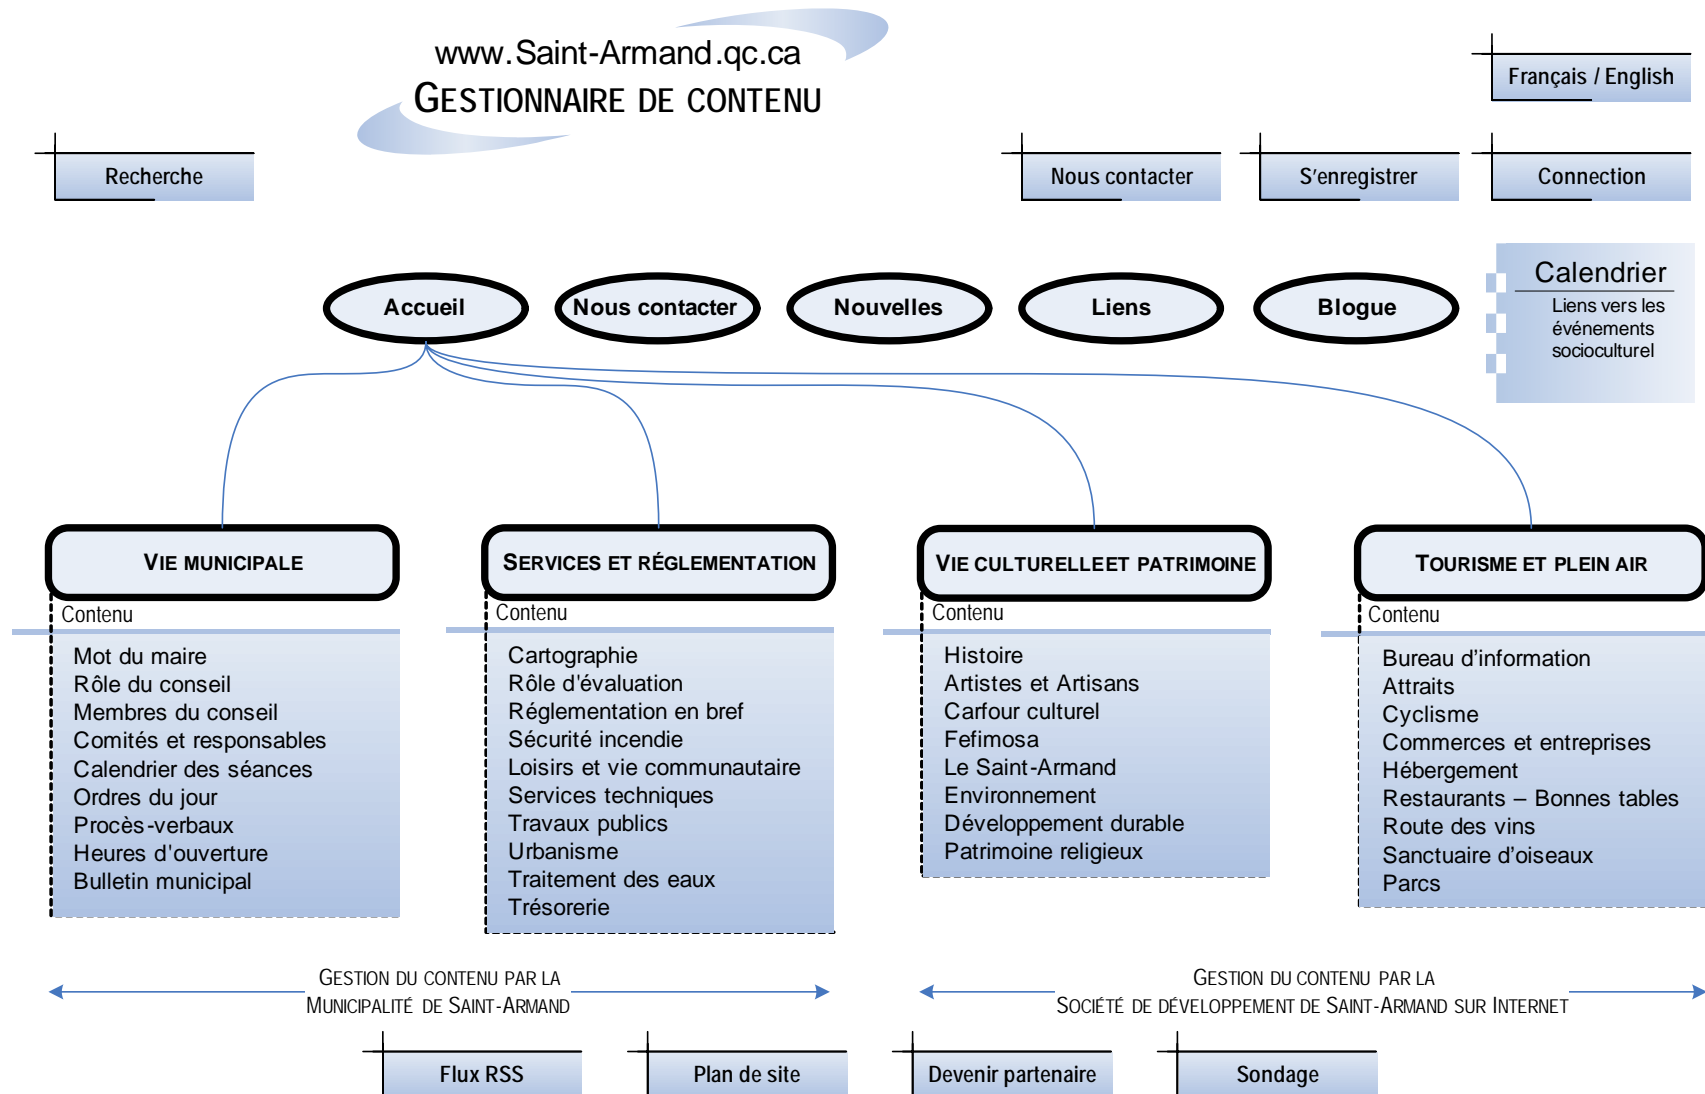 www.Saint-Armand.qc.ca
GESTIONNAIRE DE CONTENU
Français / English
Recherche
Nous contacter
S'enregistrer
Connection
Accueil
Nous contacter
Nouvelles
Liens
Blogue
Calendrier
Liens vers les
événements
socioculturel
VIE MUNICIPALE
Contenu
Mot du maire
Rôle du conseil
Membres du conseil
Comités et responsables
Calendrier des séances
Ordres du jour
Procès-verbaux
Heures d'ouverture
Bulletin municipal
SERVICES ET RÉGLEMENTATION
Contenu
Cartographie
Rôle d'évaluation
Réglementation en bref
Sécurité incendie
Loisirs et vie communautaire
Services techniques
Travaux publics
Urbanisme
Traitement des eaux
Trésorerie
VIE CULTURELLE ET PATRIMOINE
Contenu
Histoire
Artistes et Artisans
Carfour culturel
Fefimosa
Le Saint-Armand
Environnement
Développement durable
Patrimoine religieux
TOURISME ET PLEIN AIR
Contenu
Bureau d'information
Attraits
Cyclisme
Commerces et entreprises
Hébergement
Restaurants – Bonnes tables
Route des vins
Sanctuaire d'oiseaux
Parcs
GESTION DU CONTENU PAR LA
MUNICIPALITÉ DE SAINT-ARMAND
GESTION DU CONTENU PAR LA
SOCIÉTÉ DE DÉVELOPPEMENT DE SAINT-ARMAND SUR INTERNET
Flux RSS
Plan de site
Devenir partenaire
Sondage